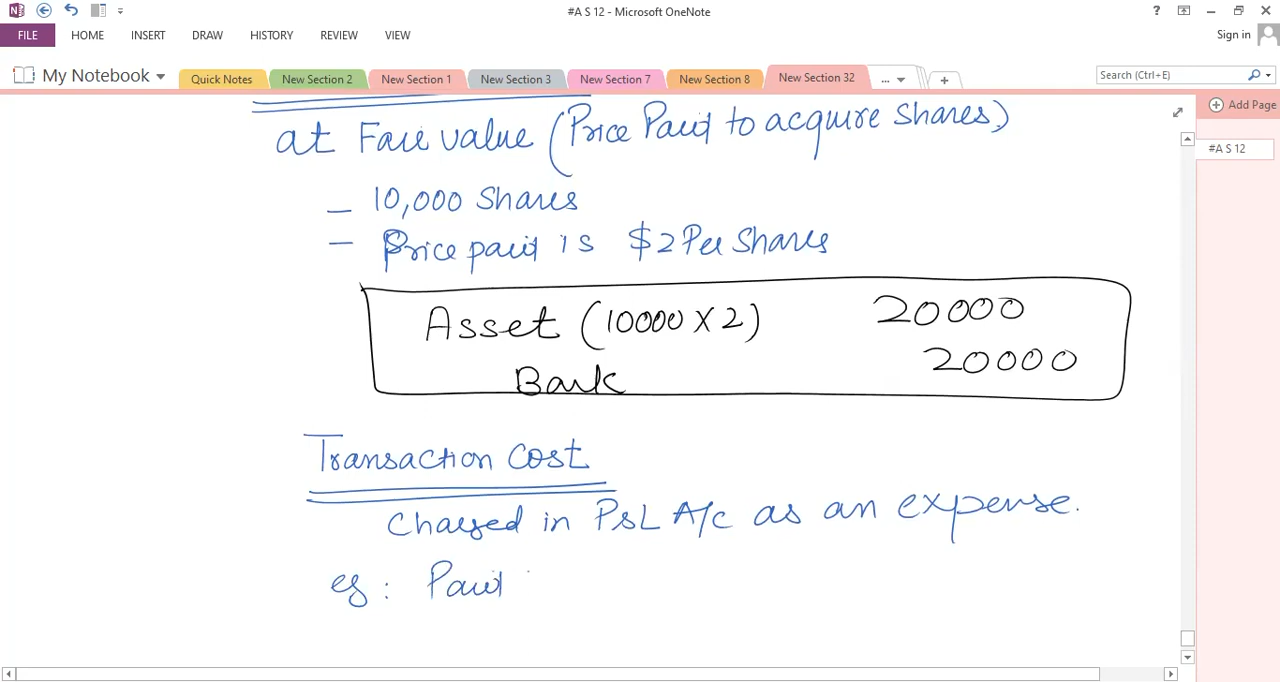 #A S 12 - Microsoft OneNote
FILE HOME INSERT DRAW HISTORY REVIEW VIEW Sign in
My Notebook Quick Notes New Section 2 New Section 1 New Section 3 New Section 7 New Section 8 New Section 32 ... Search (Ctrl+E)
Add Page
#A S 12
at Fair value (Price Paid to acquire Shares)
- 10,000 Shares
- Price paid is $2 Per Shares
Asset (10000 X 2) 20000
Bank 20000
Transaction Cost
Charged in P&L A/c as an expense.
eg: Paid